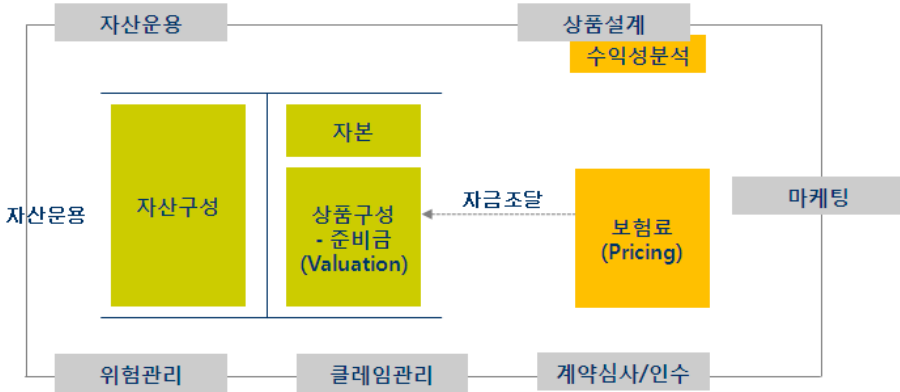 자산운용
상품설계
수익성분석
자본
자산구성
자산운용
상품구성
- 준비금
(Valuation)
자금조달
보험료
(Pricing)
마케팅
위험관리
클레임관리
계약심사/인수